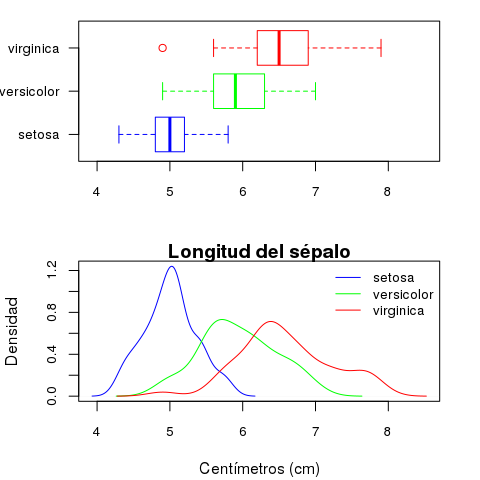 virginica
versicolor
setosa
4 5 6 7 8
Longitud del sépalo
Densidad
0.0 0.4 0.8 1.2
setosa
versicolor
virginica
4 5 6 7 8
Centímetros (cm)